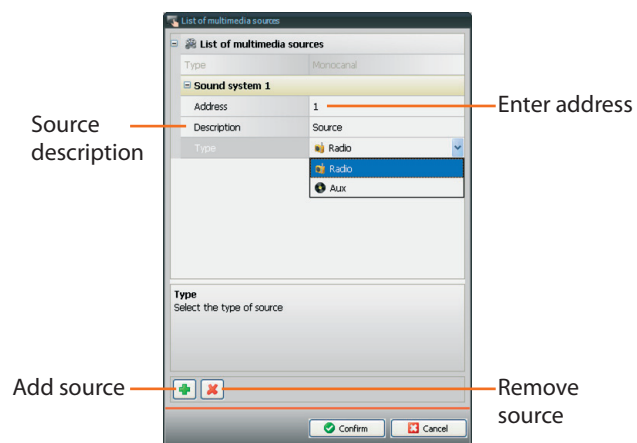 List of multimedia sources
List of multimedia sources
Type Monocanal
Sound system 1
Address 1
Enter address
Source
description
Description Source
Type Radio
Radio
Aux
Type
Select the type of source
Add source
Remove
source
Confirm Cancel